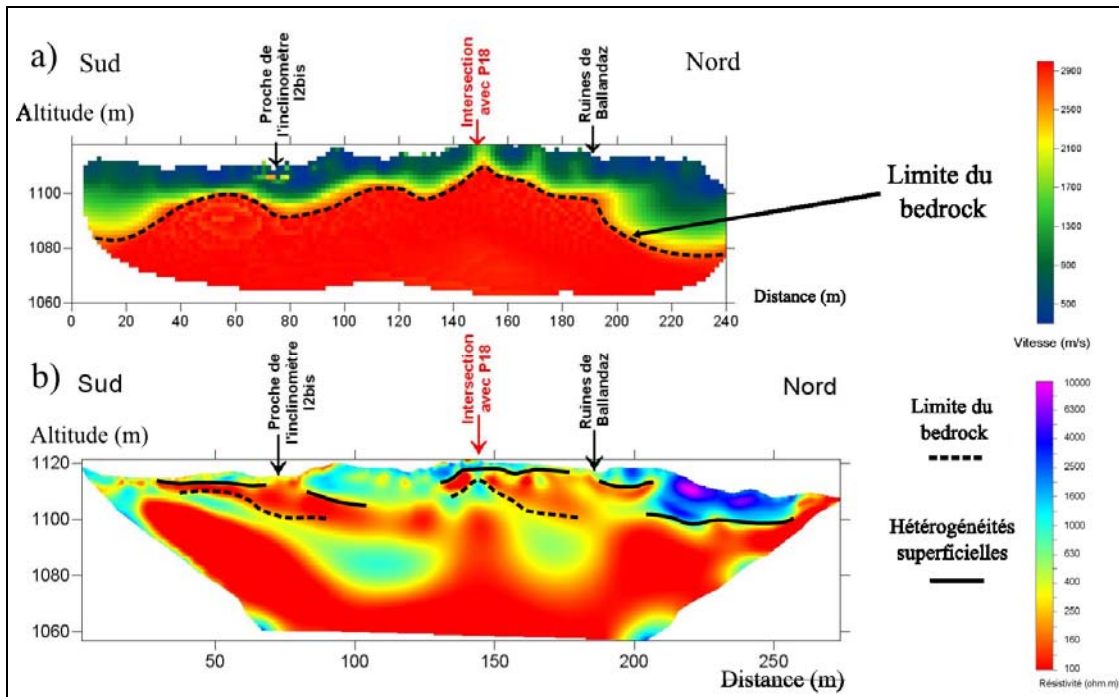 a)
Sud
Nord
Altitude (m)
Proche de
l'inclinomètre
I2bis
Intersection
avec P18
Ruines de
Ballandaz
Limite du
bedrock
1100
1080
1060
0 20 40 60 80 100 120 140 150 160 180 200 220 240
Distance (m)
2900
2500
2100
1700
1300
900
500
Vitesse (m/s)
b)
Sud
Nord
Altitude (m)
Proche de
l'inclinomètre
I2bis
Intersection
avec P18
Ruines de
Ballandaz
1120
1100
1080
1060
50 100 150 200 250
Distance (m)
Limite du
bedrock
Hétérogénéités
superficielles
10000
6300
4000
2500
1600
1000
630
400
250
160
100
Résistivité (ohm.m)